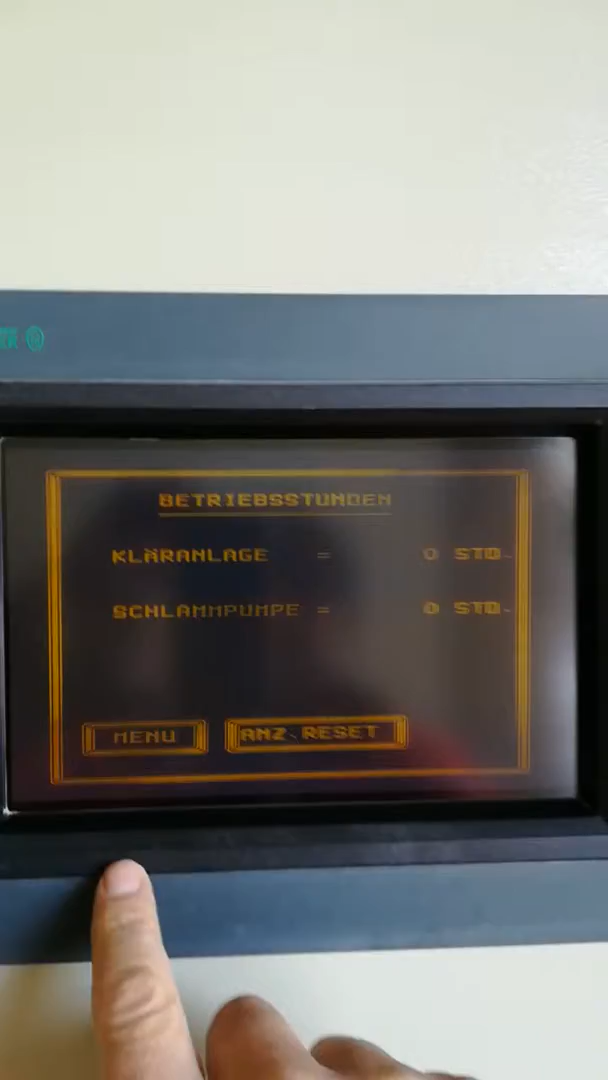 BETRIEBSSTUNDEN
KLÄRANLAGE = 0 STD.
SCHLAMMPUMPE = 0 STD.
MENU ANZ.RESET